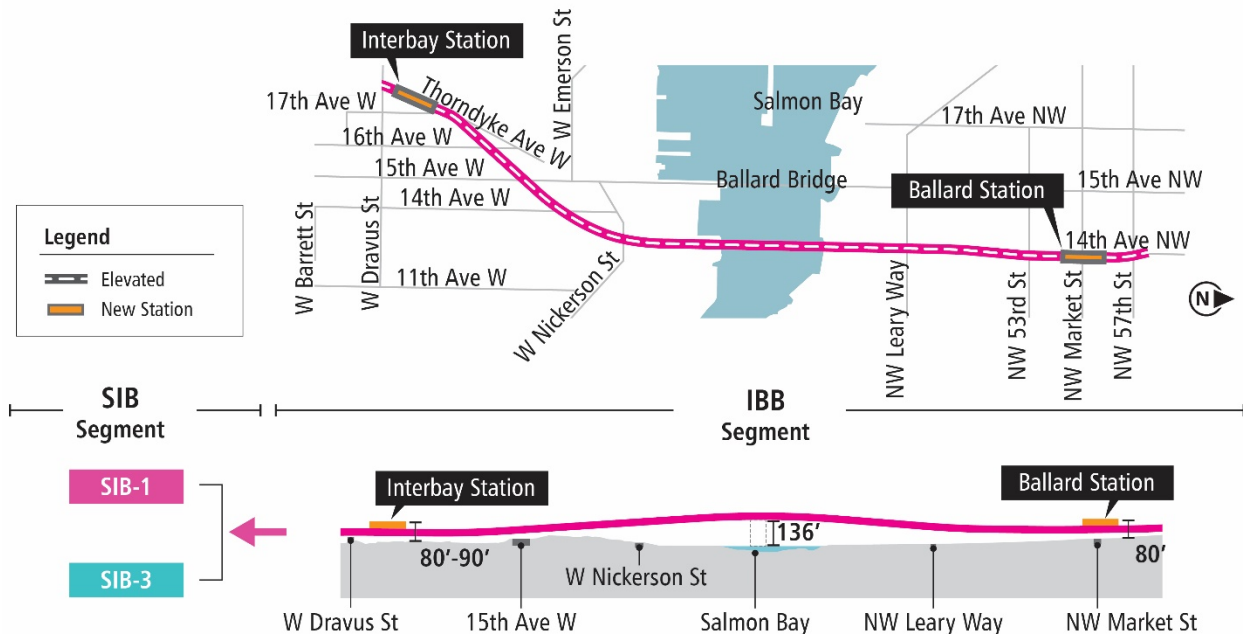 Interbay Station
W Emerson St
Thorndyke Ave W
17th Ave W
16th Ave W
15th Ave W
14th Ave W
11th Ave W
W Barrett St
W Dravus St
W Nickerson St
Salmon Bay
Ballard Bridge
17th Ave NW
Ballard Station
15th Ave NW
14th Ave NW
NW Leary Way
NW 53rd St
NW Market St
NW 57th St
N
Legend
Elevated
New Station
SIB
Segment
IBB
Segment
SIB-1
SIB-3
Interbay Station
Ballard Station
80’-90’
136’
80’
W Nickerson St
W Dravus St
15th Ave W
Salmon Bay
NW Leary Way
NW Market St